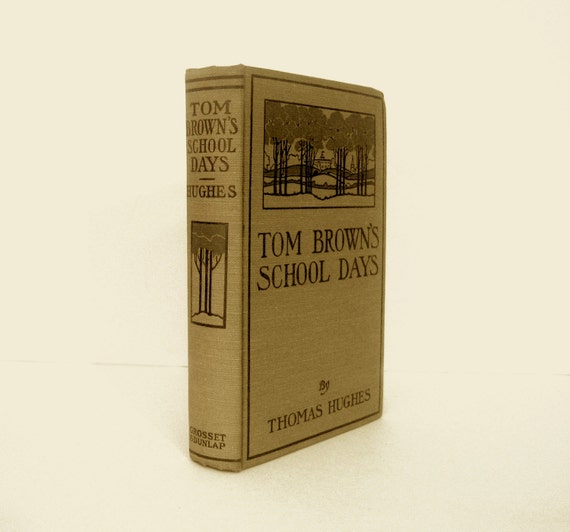 TOM
BROWN'S
SCHOOL
DAYS
HUGHES
GROSSET
& DUNLAP
TOM BROWN'S
SCHOOL DAYS
By
THOMAS HUGHES